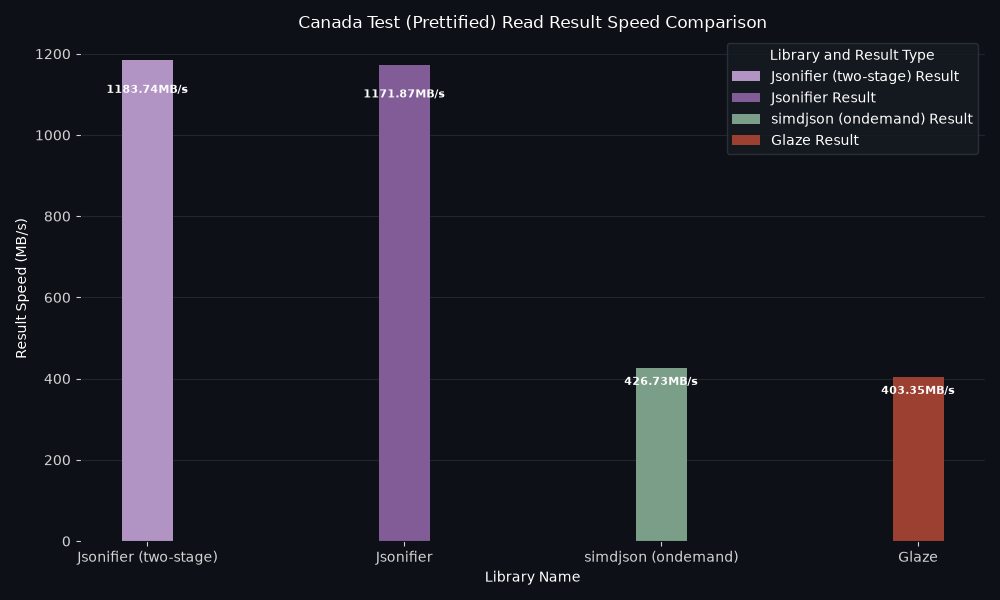 Canada Test (Prettified) Read Result Speed Comparison
Library and Result Type
Jsonifier (two-stage) Result
Jsonifier Result
simdjson (ondemand) Result
Glaze Result
Result Speed (MB/s)
1200
1000
800
600
400
200
0
1183.74MB/s
1171.87MB/s
426.73MB/s
403.35MB/s
Jsonifier (two-stage)
Jsonifier
simdjson (ondemand)
Glaze
Library Name